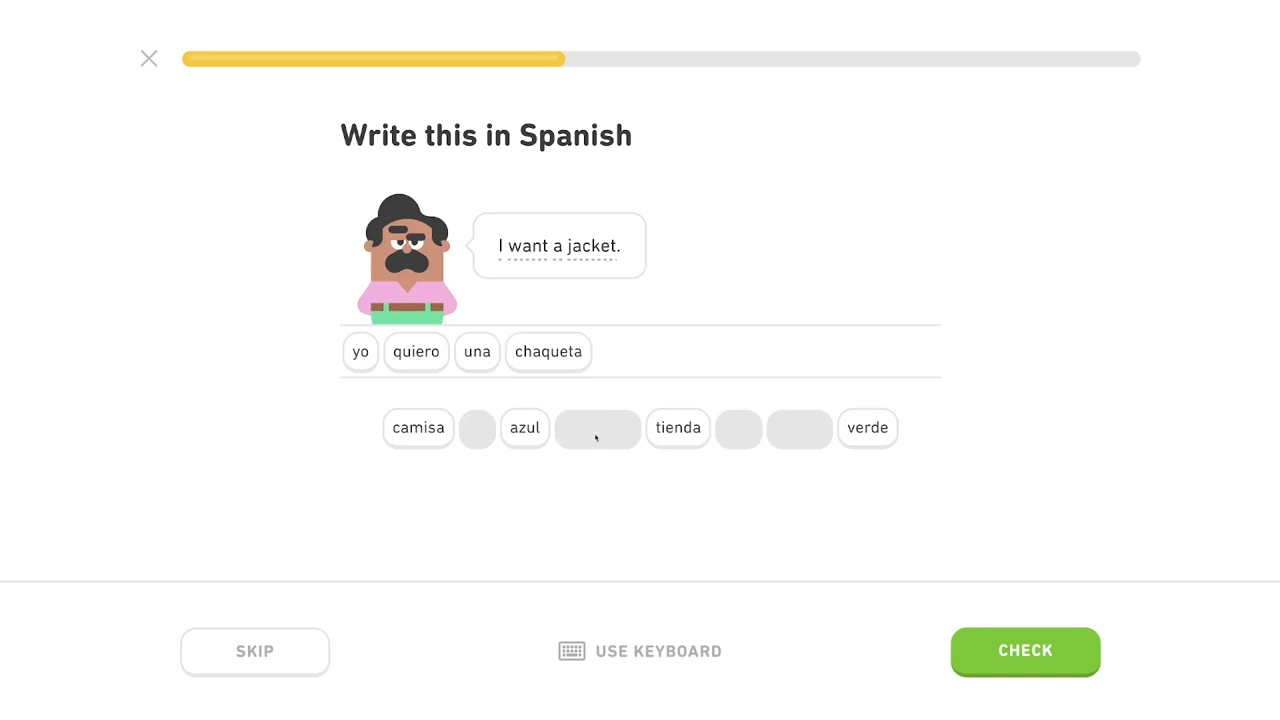 Write this in Spanish
I want a jacket.
yo quiero una chaqueta
camisa azul tienda verde
SKIP USE KEYBOARD CHECK